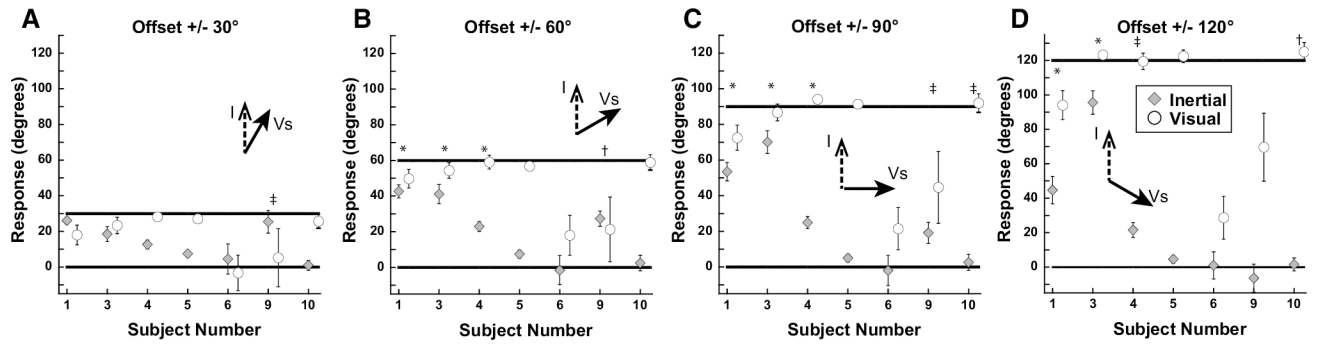 A
Offset +/- 30°
Response (degrees)
120
100
80
60
40
20
0
I
Vs
‡
1 3 4 5 6 9 10
Subject Number
B
Offset +/- 60°
Response (degrees)
120
100
80
60
40
20
0
I
Vs
* * * †
1 3 4 5 6 9 10
Subject Number
C
Offset +/- 90°
Response (degrees)
120
100
80
60
40
20
0
* * * ‡ ‡
I
Vs
1 3 4 5 6 9 10
Subject Number
D
Offset +/- 120°
Response (degrees)
120
100
80
60
40
20
0
* * ‡ †
Inertial
Visual
I
Vs
1 3 4 5 6 9 10
Subject Number